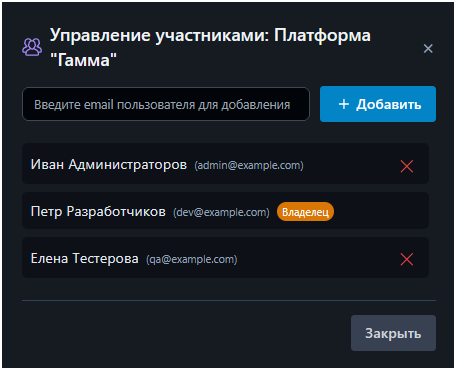 Управление участниками: Платформа
"Гамма"
×
Введите email пользователя для добавления
+ Добавить
Иван Администраторов (admin@example.com)
Петр Разработчиков (dev@example.com) Владелец
Елена Тестерова (qa@example.com)
Закрыть